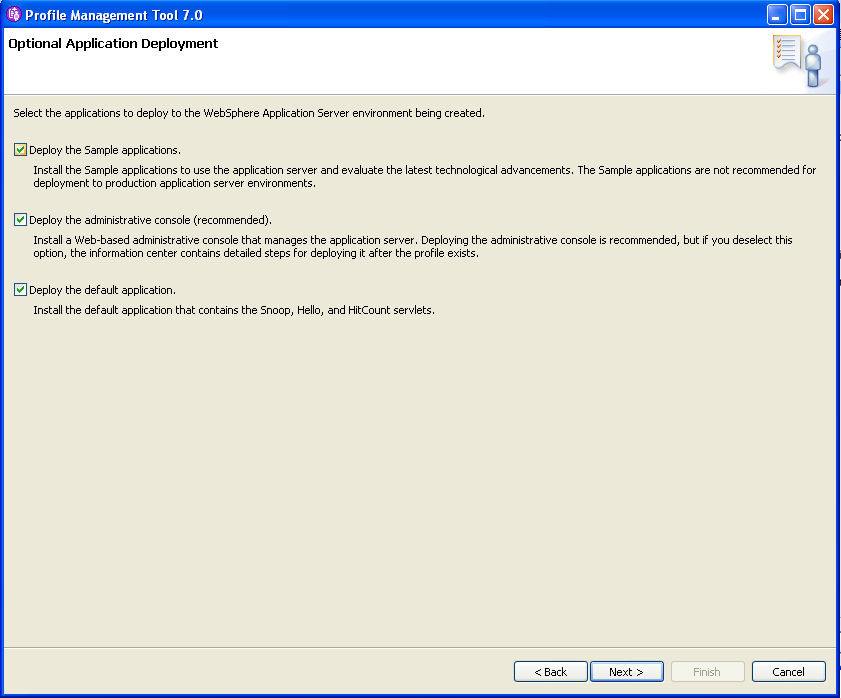 Profile Management Tool 7.0
Optional Application Deployment
Select the applications to deploy to the WebSphere Application Server environment being created.
Deploy the Sample applications.
Install the Sample applications to use the application server and evaluate the latest technological advancements. The Sample applications are not recommended for
deployment to production application server environments.
Deploy the administrative console (recommended).
Install a Web-based administrative console that manages the application server. Deploying the administrative console is recommended, but if you deselect this
option, the information center contains detailed steps for deploying it after the profile exists.
Deploy the default application.
Install the default application that contains the Snoop, Hello, and HitCount servlets.
< Back Next > Finish Cancel